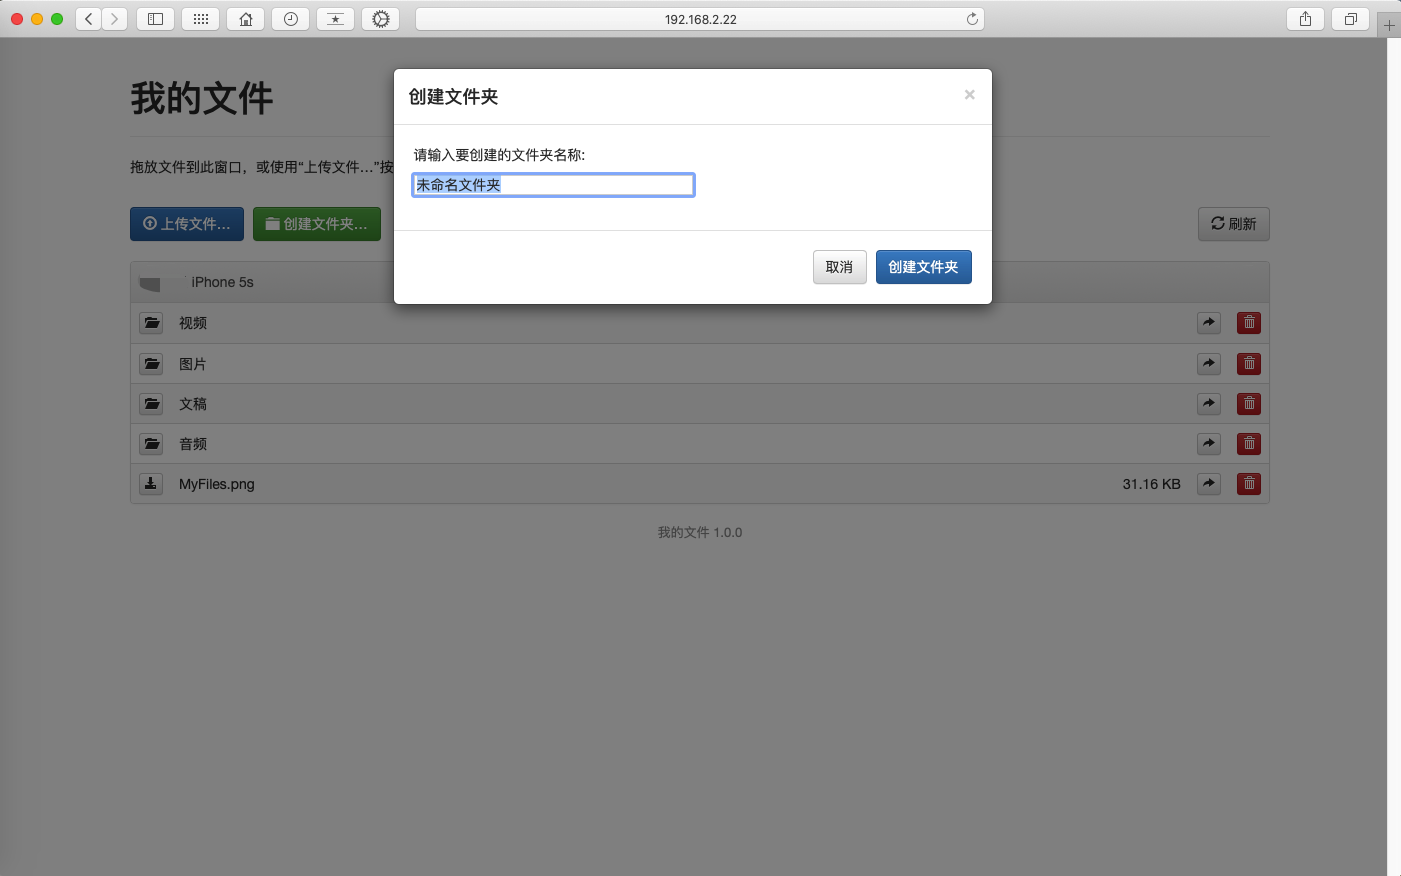 192.168.2.22
我的文件
创建文件夹
×
拖放文件到此窗口，或使用“上传文件...”按
请输入要创建的文件夹名称:
未命名文件夹
上传文件...
创建文件夹...
刷新
取消
创建文件夹
iPhone 5s
视频
图片
文稿
音频
MyFiles.png 31.16 KB
我的文件 1.0.0